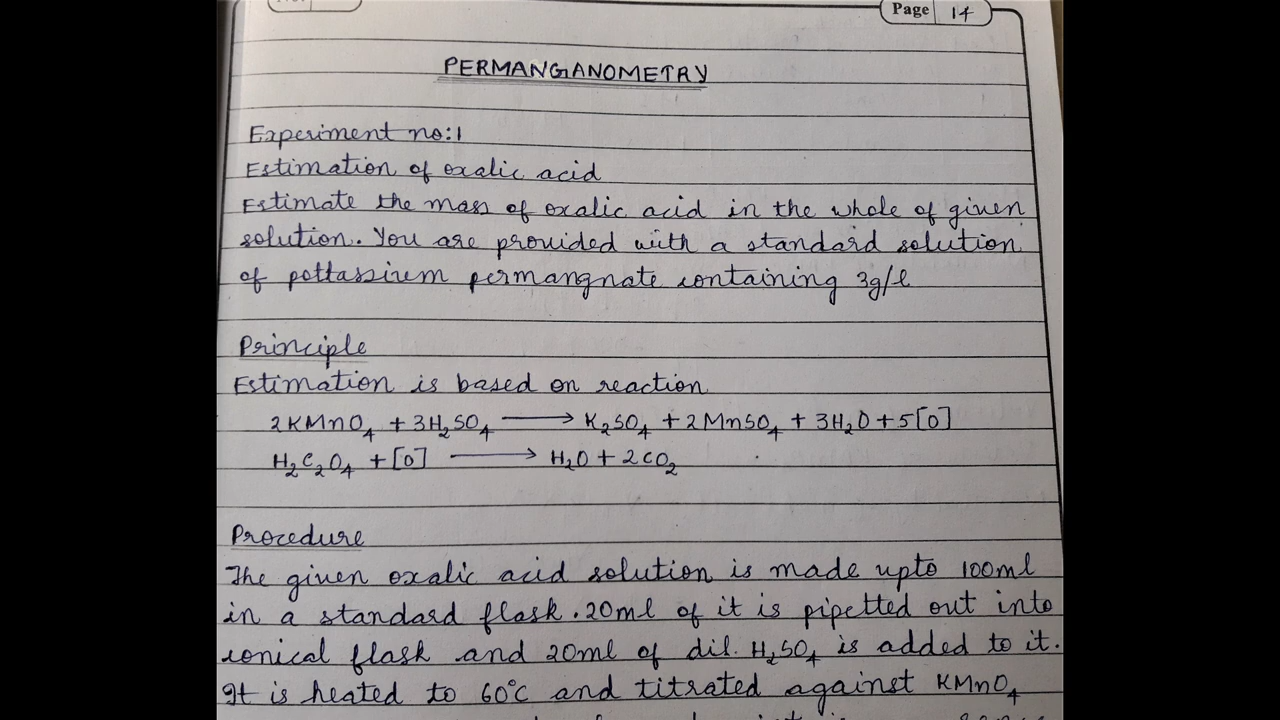 Page 14
PERMANGANOMETRY
Experiment no:1
Estimation of oxalic acid
Estimate the mass of oxalic acid in the whole of given
solution. You are provided with a standard solution
of pottassium permangnate containing 3g/l
Principle
Estimation is based on reaction
2KMnO₄ + 3H₂SO₄ ⟶ K₂SO₄ + 2MnSO₄ + 3H₂O + 5[O]
H₂C₂O₄ + [O] ⟶ H₂O + 2CO₂
Procedure
The given oxalic acid solution is made upto 100ml
in a standard flask. 20ml of it is pipetted out into
conical flask and 20ml of dil. H₂SO₄ is added to it.
It is heated to 60°c and titrated against KMnO₄